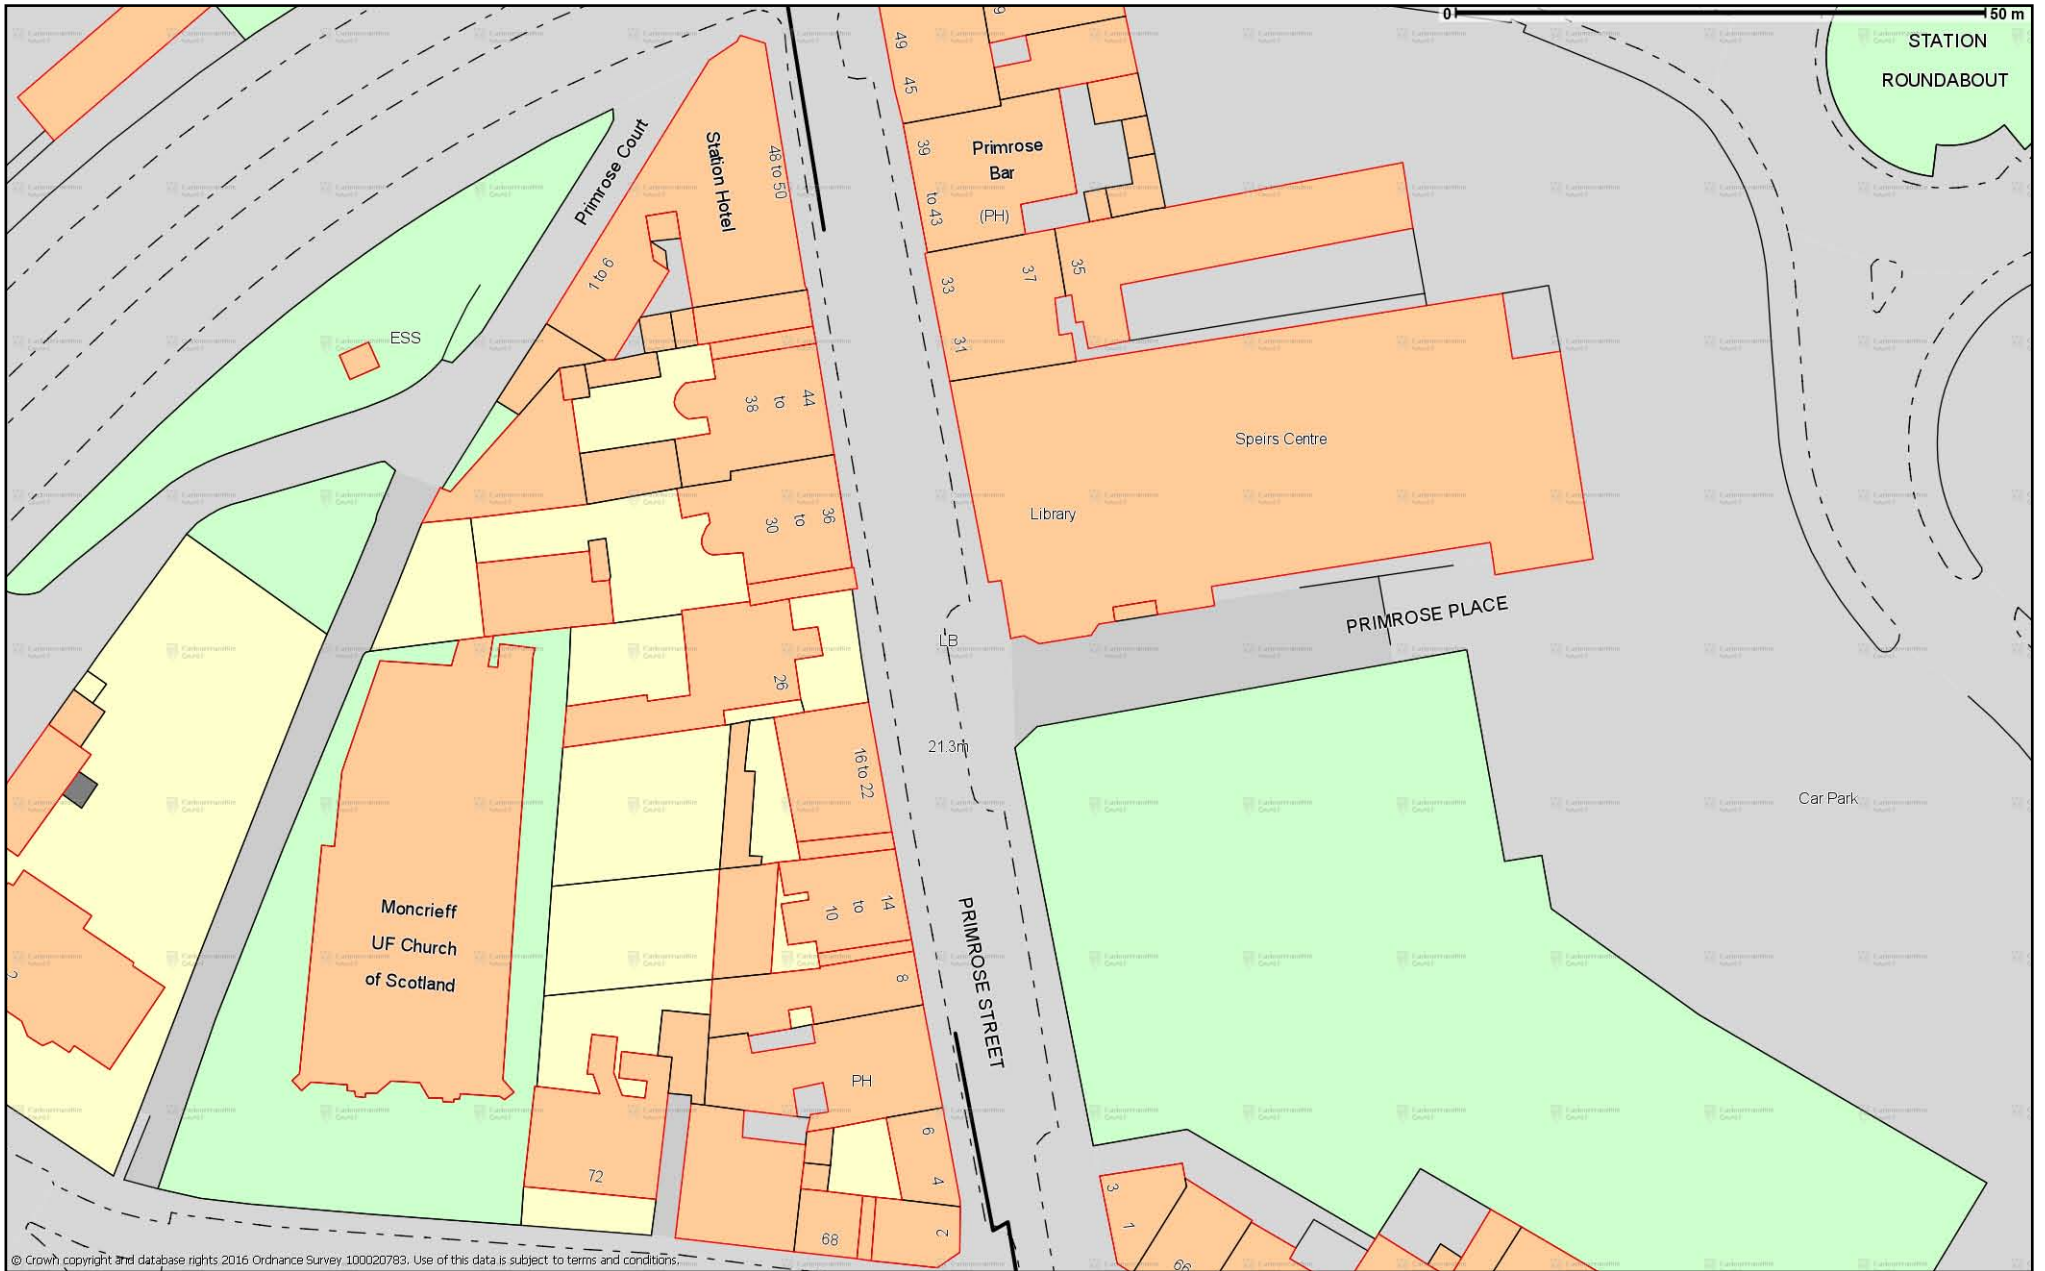 0
50 m
STATION
ROUNDABOUT
49
45
9
Primrose
Bar
(PH)
39
to 43
Primrose Court
Station Hotel
48 to 50
1 to 6
33
37
35
31
ESS
38
to
44
Speirs Centre
Library
30
to
36
PRIMROSE PLACE
LB
26
21.3m
16 to 22
Car Park
Moncrieff
UF Church
of Scotland
10
to
14
PRIMROSE STREET
8
2
PH
6
4
72
3
1
68
2
66
© Crown copyright and database rights 2016 Ordnance Survey 100020783. Use of this data is subject to terms and conditions.